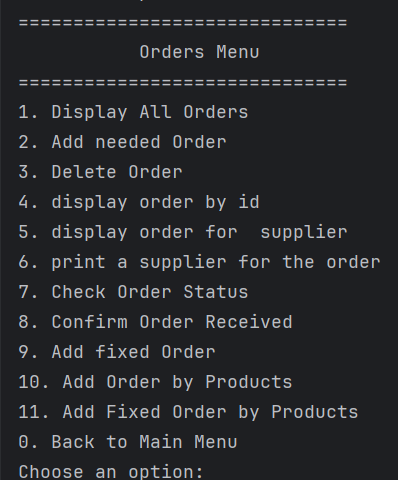 ==============================
Orders Menu
==============================
1. Display All Orders
2. Add needed Order
3. Delete Order
4. display order by id
5. display order for  supplier
6. print a supplier for the order
7. Check Order Status
8. Confirm Order Received
9. Add fixed Order
10. Add Order by Products
11. Add Fixed Order by Products
0. Back to Main Menu
Choose an option: